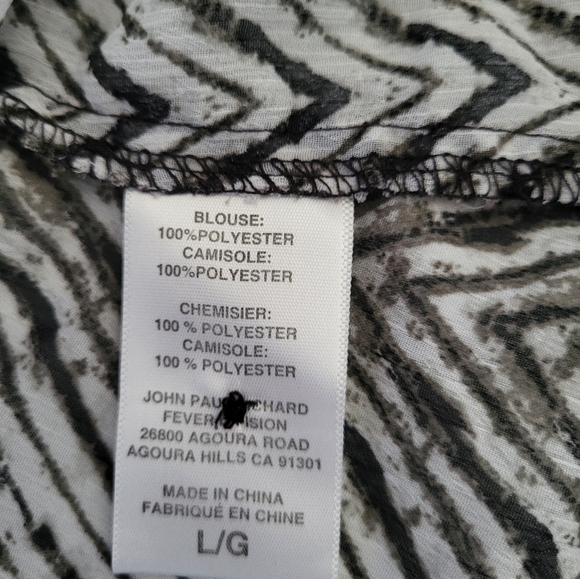 BLOUSE:
100%POLYESTER
CAMISOLE:
100%POLYESTER
CHEMISIER:
100 % POLYESTER
CAMISOLE:
100 % POLYESTER
JOHN PAUL
FEVER
26800 AGOURA ROAD
AGOURA HILLS CA 91301
MADE IN CHINA
FABRIQUÉ EN CHINE
L/G